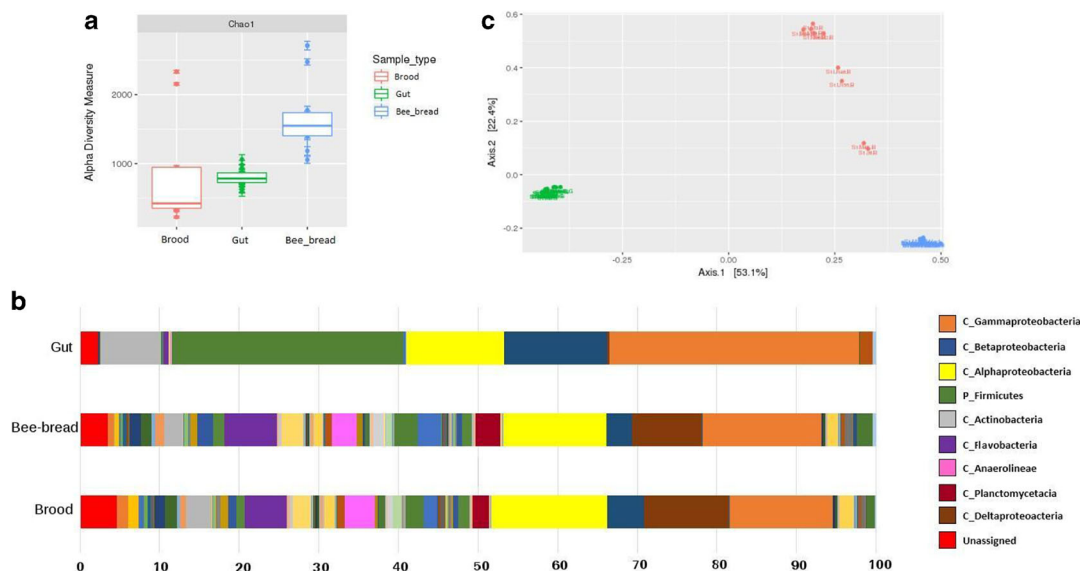 a
Chao1
Alpha Diversity Measure
2000
1000
Brood
Gut
Bee_bread
Sample_type
Brood
Gut
Bee_bread
c
0.6
0.4
0.2
0.0
-0.2
Axis.2 [22.4%]
-0.25
0.00
0.25
0.50
Axis.1 [53.1%]
b
Gut
Bee-bread
Brood
0
10
20
30
40
50
60
70
80
90
100
C_Gammaproteobacteria
C_Betaproteobacteria
C_Alphaproteobacteria
P_Firmicutes
C_Actinobacteria
C_Flavobacteria
C_Anaerolineae
C_Planctomycetacia
C_Deltaproteoacteria
Unassigned